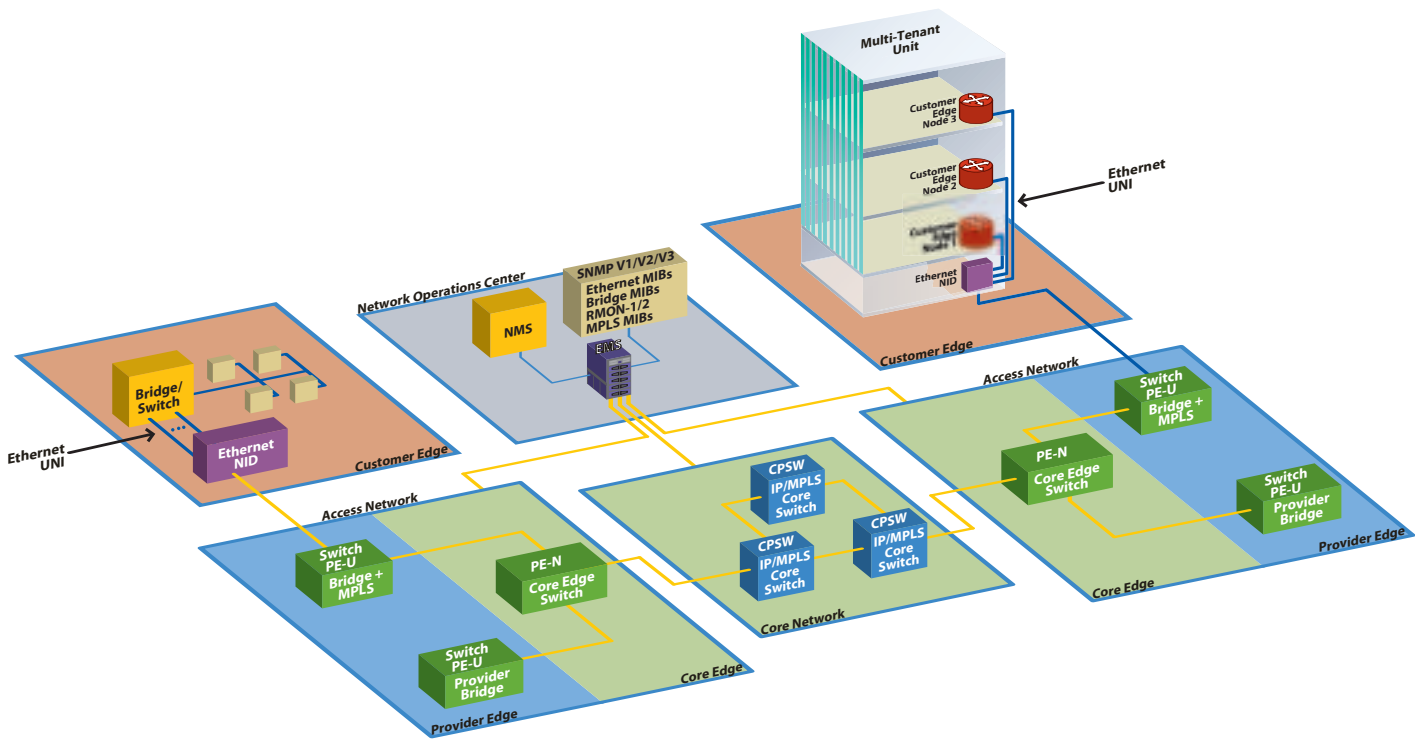 Multi-Tenant
Unit
Customer
Edge
Node 3
Customer
Edge
Node 2
Ethernet
UNI
Ethernet
NID
Customer Edge
Network Operations Center
SNMP V1/V2/V3
Ethernet MIBs
Bridge MIBs
RMON-1/2
MPLS MIBs
NMS
EMS
Bridge/
Switch
Ethernet
UNI
Ethernet
NID
Customer Edge
Access Network
Switch
PE-U
Bridge +
MPLS
PE-N
Core Edge
Switch
Switch
PE-U
Provider
Bridge
Core Edge
Provider Edge
CPSW
IP/MPLS
Core
Switch
CPSW
IP/MPLS
Core
Switch
CPSW
IP/MPLS
Core
Switch
Core Network
Access Network
Switch
PE-U
Bridge +
MPLS
PE-N
Core Edge
Switch
Switch
PE-U
Provider
Bridge
Provider Edge
Core Edge